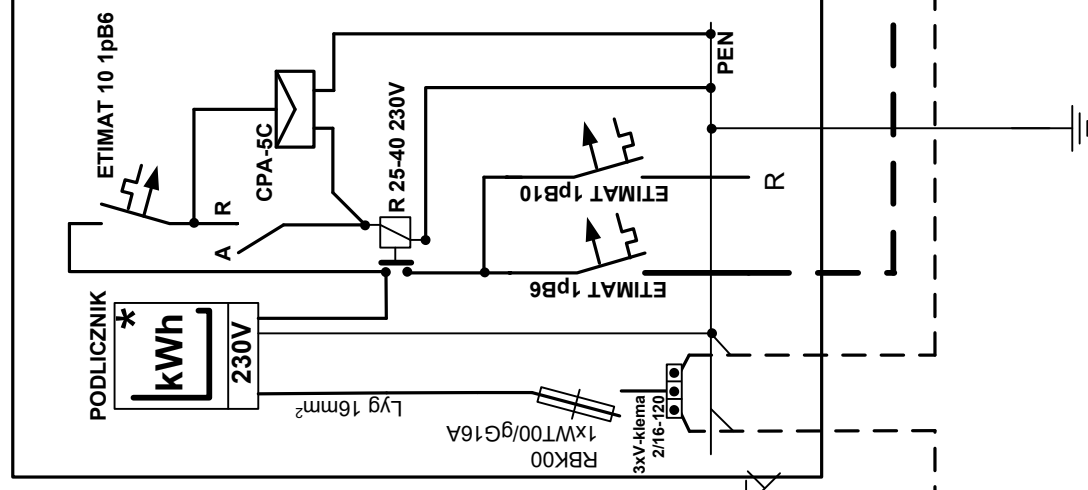 ETIMAT 10 1pB6
CPA-5C
R
A
R 25-40 230V
PEN
PODLICZNIK
*
kWh
230V
ETIMAT 1pB10
R
ETIMAT 1pB6
Lyg 16mm²
RBK00
1xWT00/gG16A
3xV-klema
2/16-120